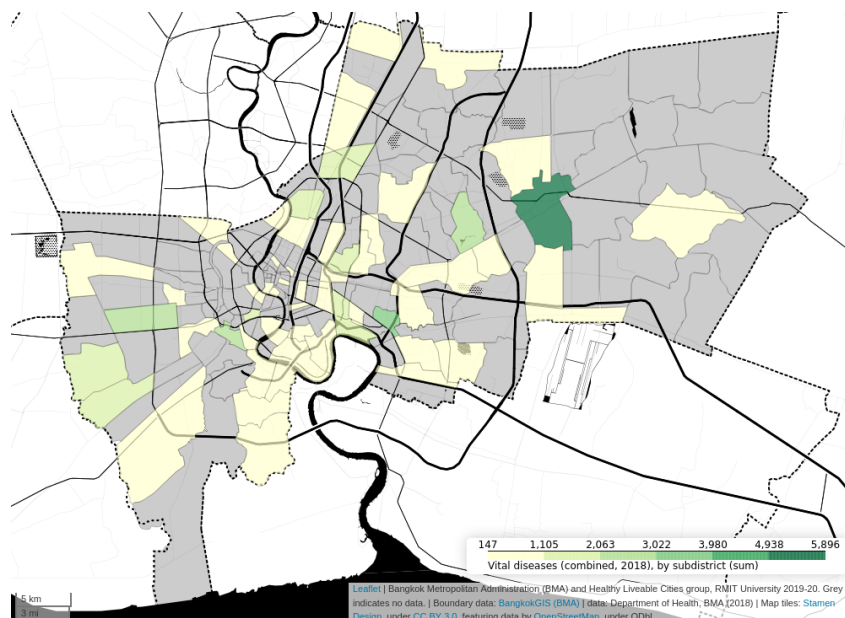 147 1,105 2,063 3,022 3,980 4,938 5,896
Vital diseases (combined, 2018), by subdistrict (sum)
5 km
3 mi
Leaflet | Bangkok Metropolitan Administration (BMA) and Healthy Liveable Cities group, RMIT University 2019-20. Grey
indicates no data. | Boundary data: BangkokGIS (BMA) | data: Department of Health, BMA (2018) | Map tiles: Stamen
Design, under CC BY 3.0, featuring data by OpenStreetMap, under ODbL